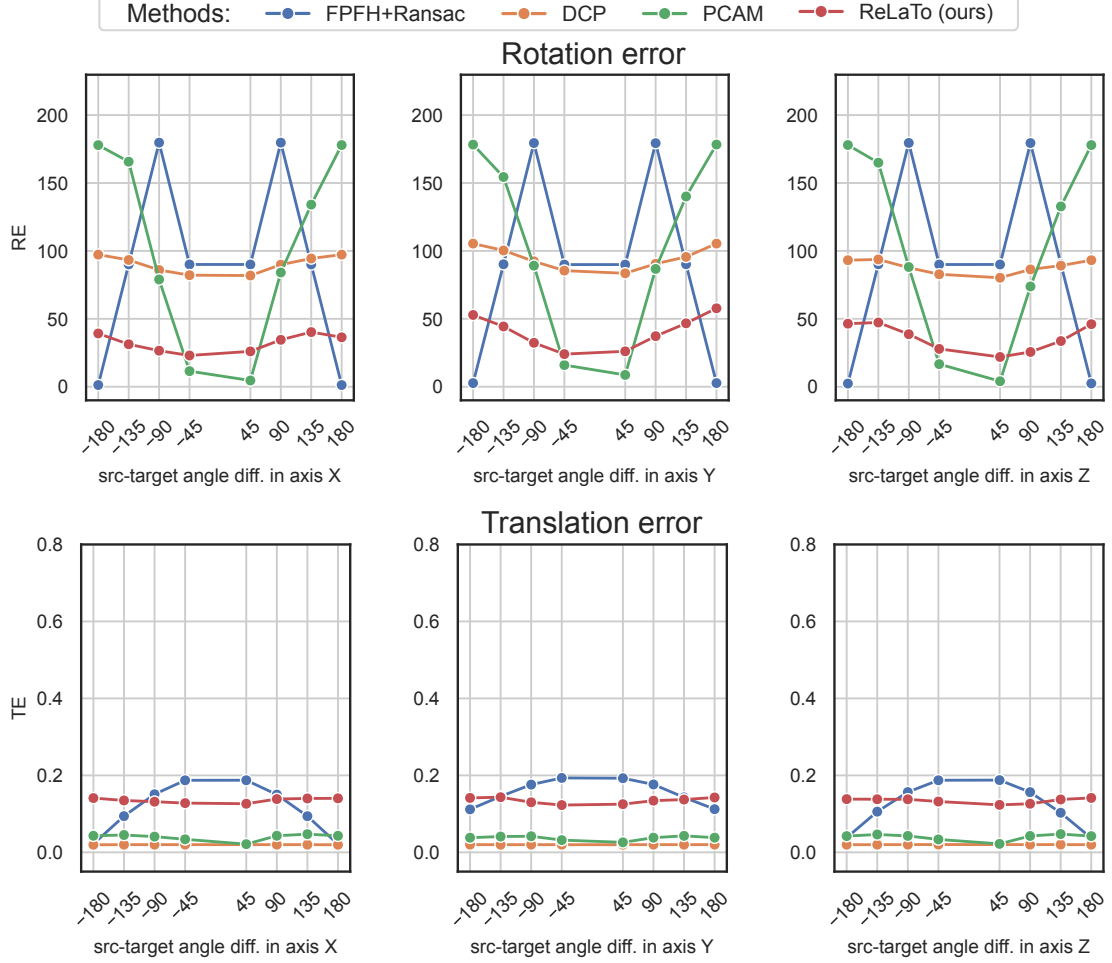 Methods: FPFH+Ransac DCP PCAM ReLaTo (ours)
Rotation error
RE
200
150
100
50
0
−180 −135 −90 −45 45 90 135 180
src-target angle diff. in axis X
200
150
100
50
0
−180 −135 −90 −45 45 90 135 180
src-target angle diff. in axis Y
200
150
100
50
0
−180 −135 −90 −45 45 90 135 180
src-target angle diff. in axis Z
Translation error
TE
0.8
0.6
0.4
0.2
0.0
−180 −135 −90 −45 45 90 135 180
src-target angle diff. in axis X
0.8
0.6
0.4
0.2
0.0
−180 −135 −90 −45 45 90 135 180
src-target angle diff. in axis Y
0.8
0.6
0.4
0.2
0.0
−180 −135 −90 −45 45 90 135 180
src-target angle diff. in axis Z